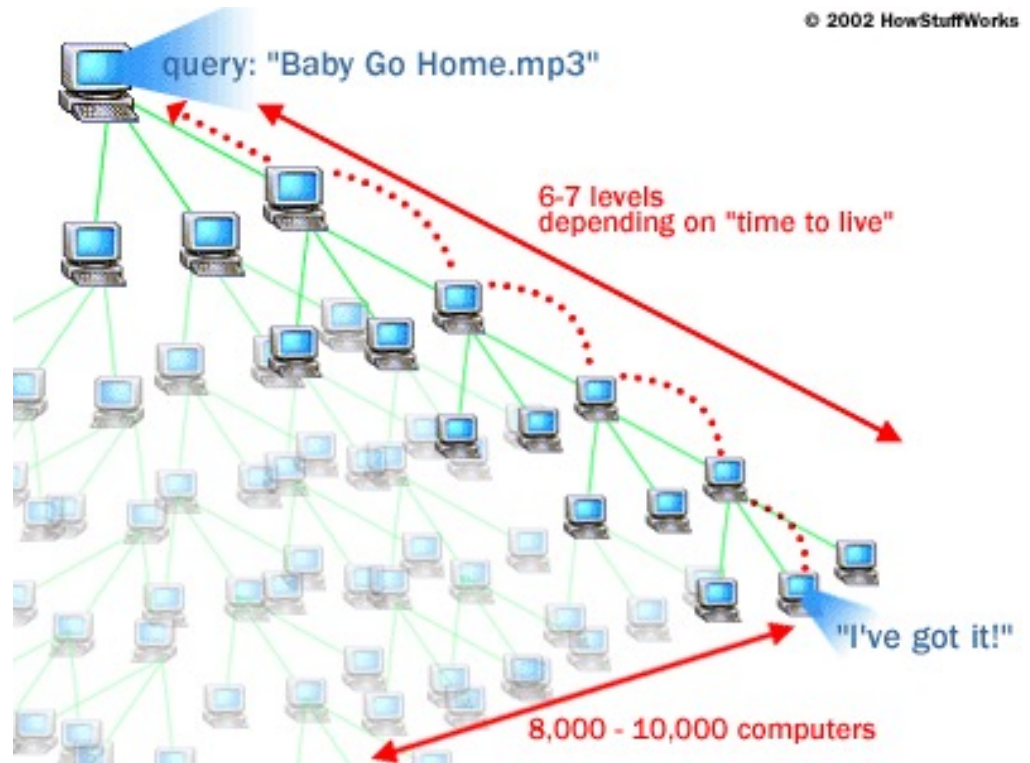 © 2002 HowStuffWorks
query: "Baby Go Home.mp3"
6-7 levels
depending on "time to live"
"I've got it!"
8,000 - 10,000 computers